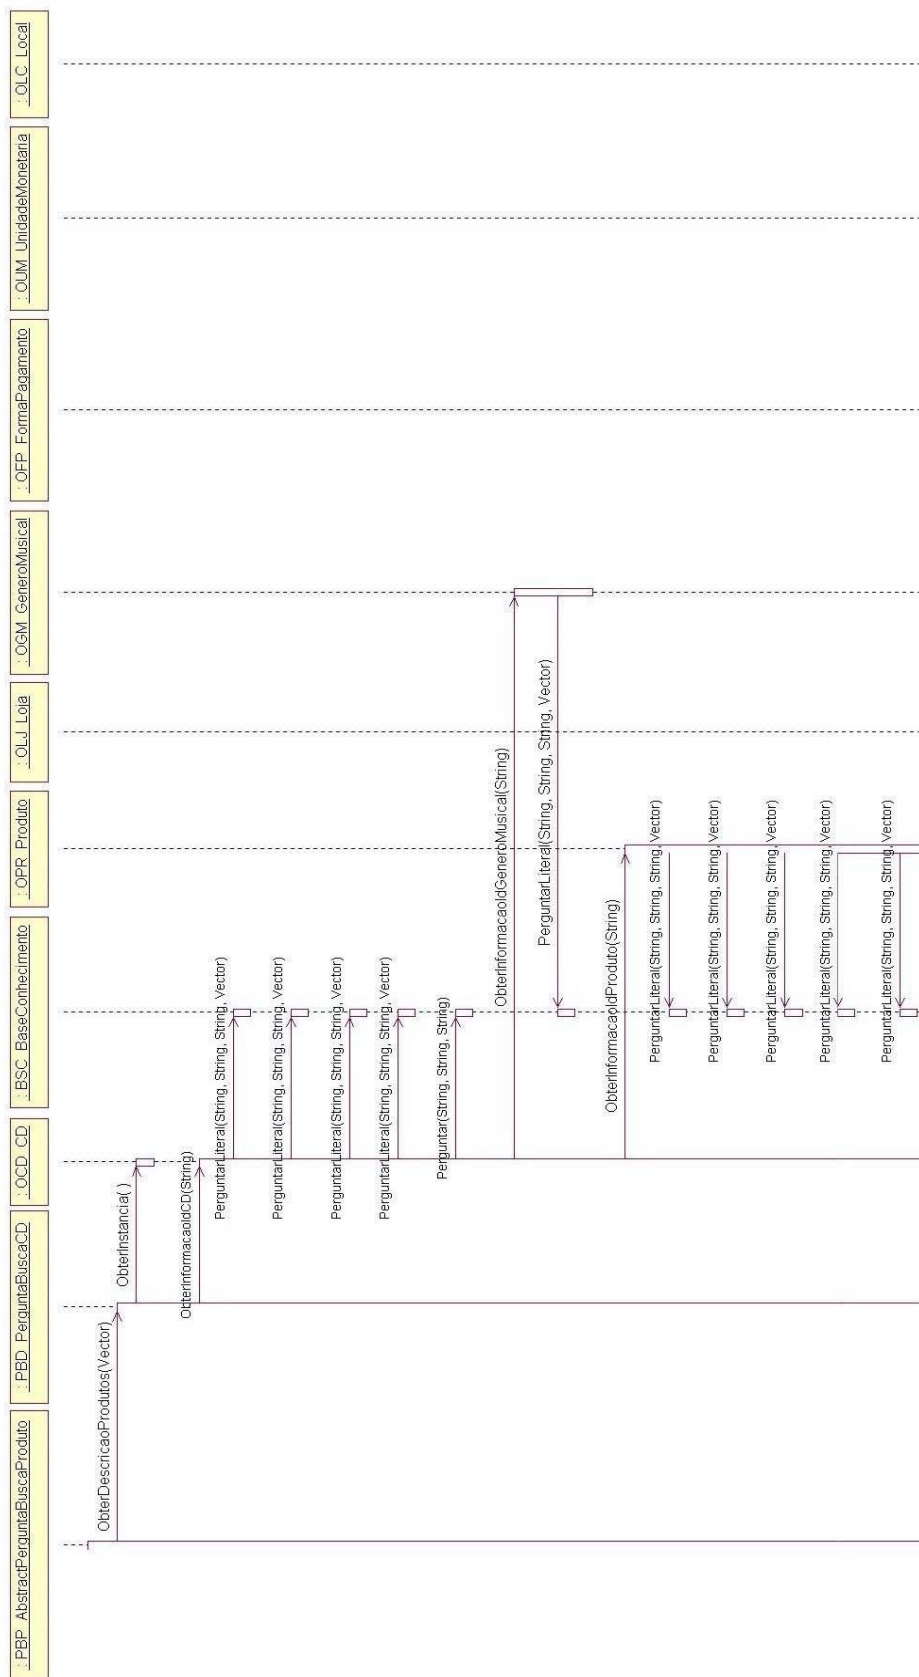 : PBP_AbstractPerguntaBuscaProduto
: PBD_PerguntaBuscaCD
: OCD_CD
: BSC_BaseConhecimento
: OPR_Produto
: OLJ_Loja
: OGM_GeneroMusical
: OFP_FormaPagamento
: OUM_UnidadeMonetaria
: OLC_Local
ObterDescricaoProdutos(Vector)
ObterInstancia( )
ObterInformacaoIdCD(String)
PerguntarLiteral(String, String, String, Vector)
PerguntarLiteral(String, String, String, Vector)
PerguntarLiteral(String, String, String, Vector)
PerguntarLiteral(String, String, String, Vector)
Perguntar(String, String, String)
ObterInformacaoIdGeneroMusical(String)
PerguntarLiteral(String, String, String, Vector)
ObterInformacaoIdProduto(String)
PerguntarLiteral(String, String, String, Vector)
PerguntarLiteral(String, String, String, Vector)
PerguntarLiteral(String, String, String, Vector)
PerguntarLiteral(String, String, String, Vector)
PerguntarLiteral(String, String, String, Vector)